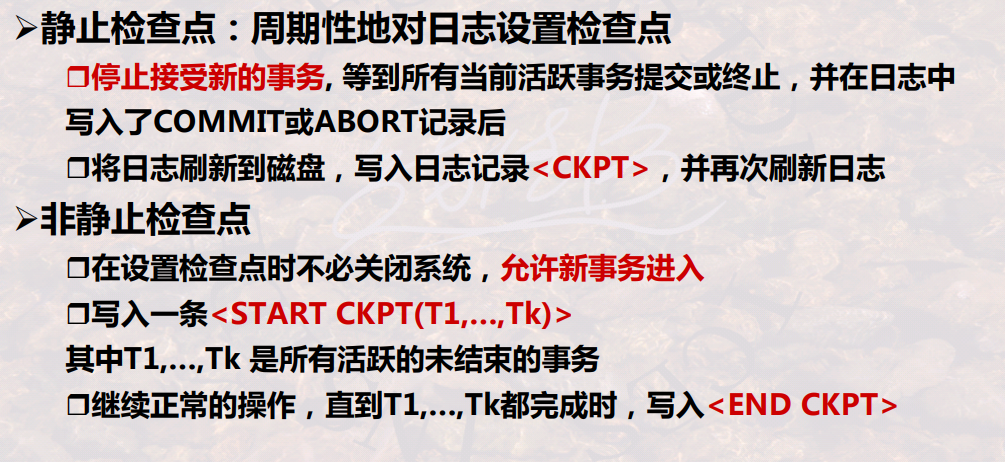 ➢静止检查点：周期性地对日志设置检查点
❒停止接受新的事务, 等到所有当前活跃事务提交或终止，并在日志中
写入了COMMIT或ABORT记录后
❒将日志刷新到磁盘，写入日志记录<CKPT>，并再次刷新日志
➢非静止检查点
❒在设置检查点时不必关闭系统，允许新事务进入
❒写入一条<START CKPT(T1,…,Tk)>
其中T1,…,Tk 是所有活跃的未结束的事务
❒继续正常的操作，直到T1,…,Tk都完成时，写入<END CKPT>